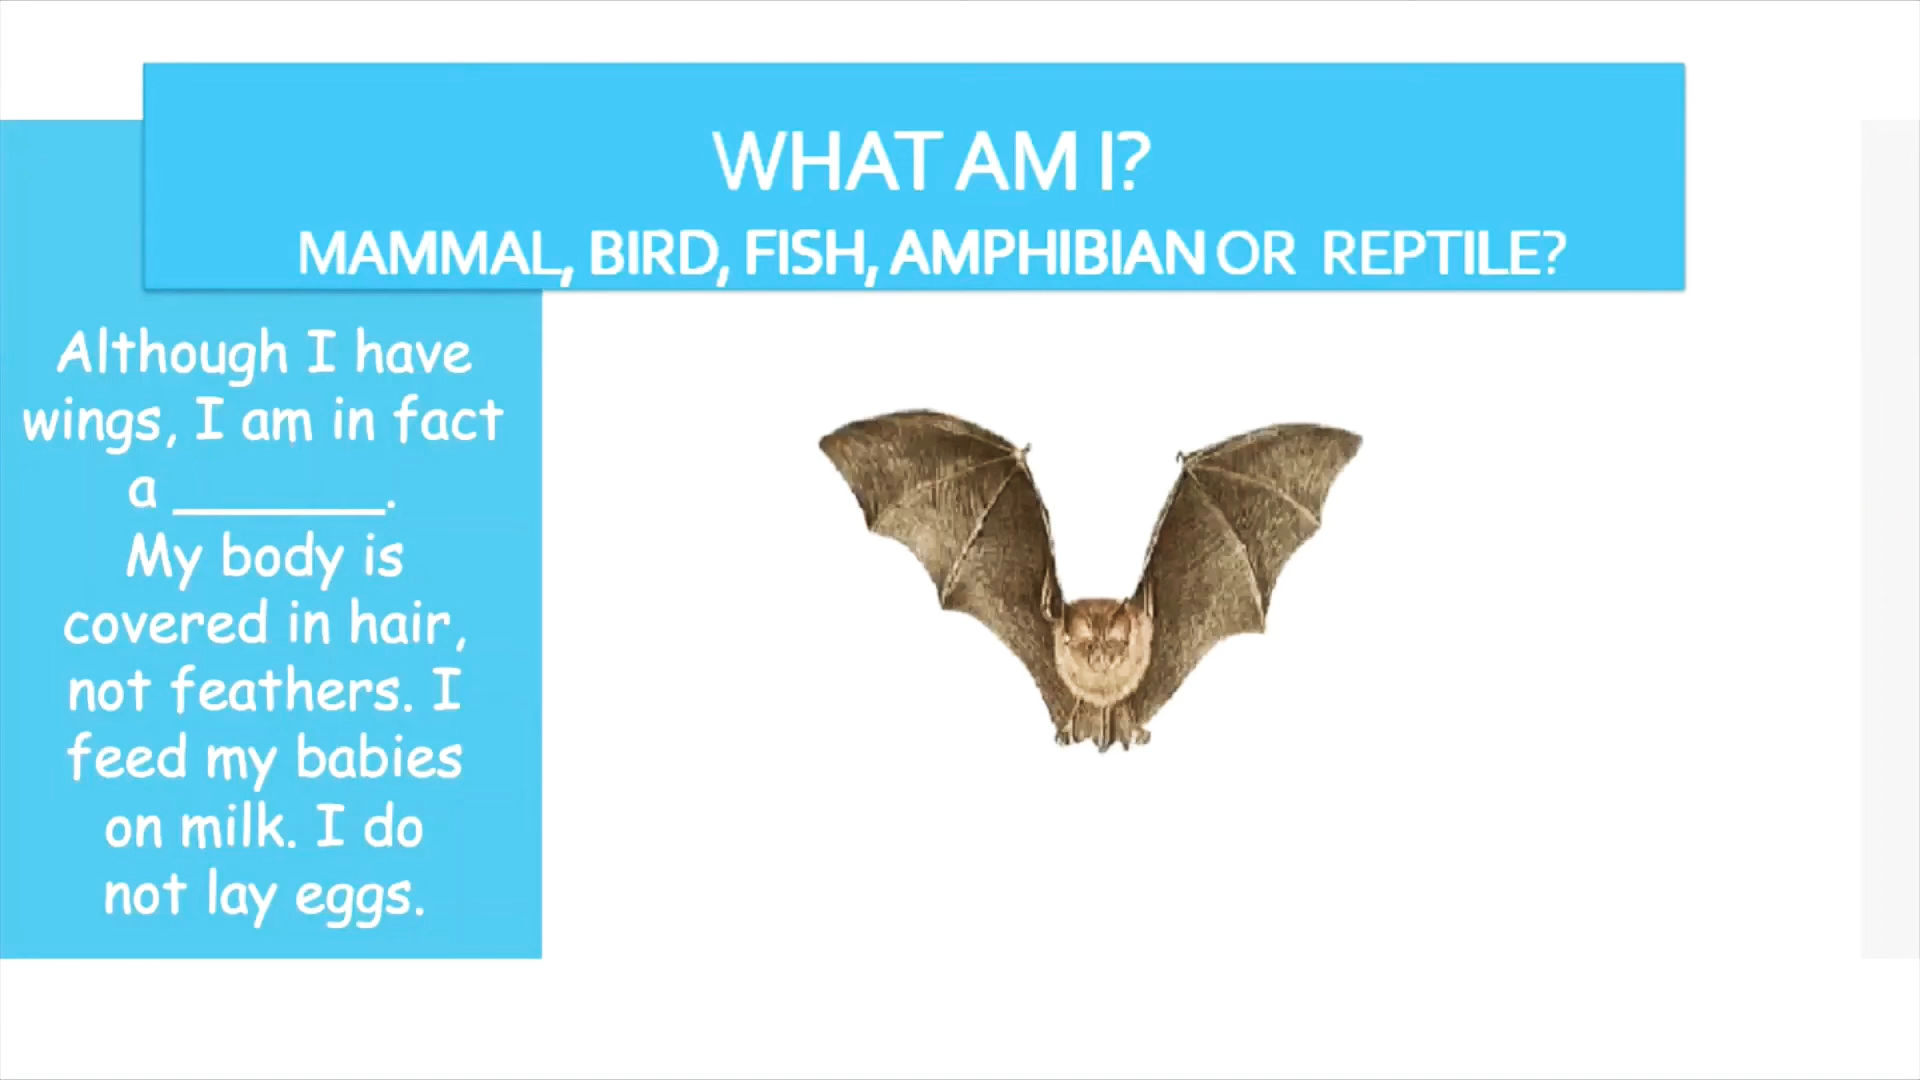 WHAT AM I?
MAMMAL, BIRD, FISH, AMPHIBIAN OR REPTILE?
Although I have
wings, I am in fact
a _______.
My body is
covered in hair,
not feathers. I
feed my babies
on milk. I do
not lay eggs.